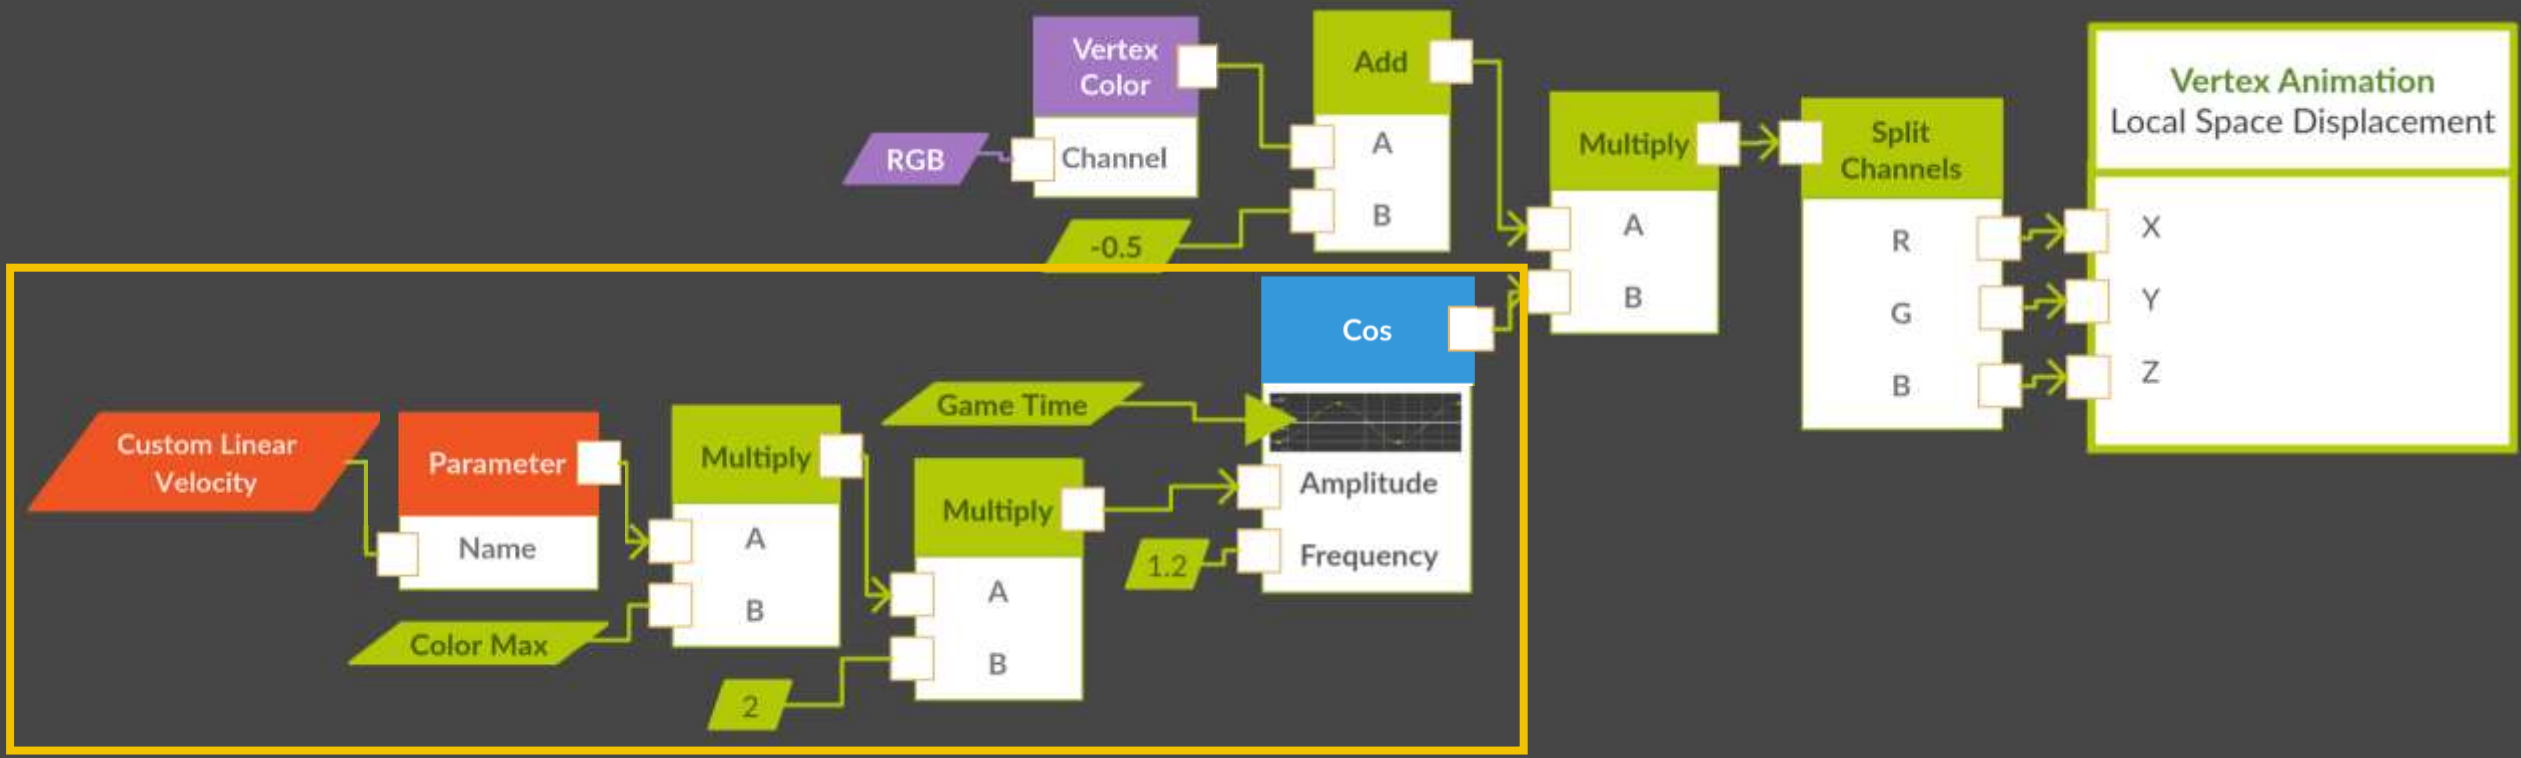 Vertex
Color
Channel
RGB
-0.5
Add
A
B
Multiply
A
B
Split
Channels
R
G
B
Vertex Animation
Local Space Displacement
X
Y
Z
Custom Linear
Velocity
Parameter
Name
Color Max
Multiply
A
B
2
Multiply
A
B
Game Time
1.2
Cos
Amplitude
Frequency